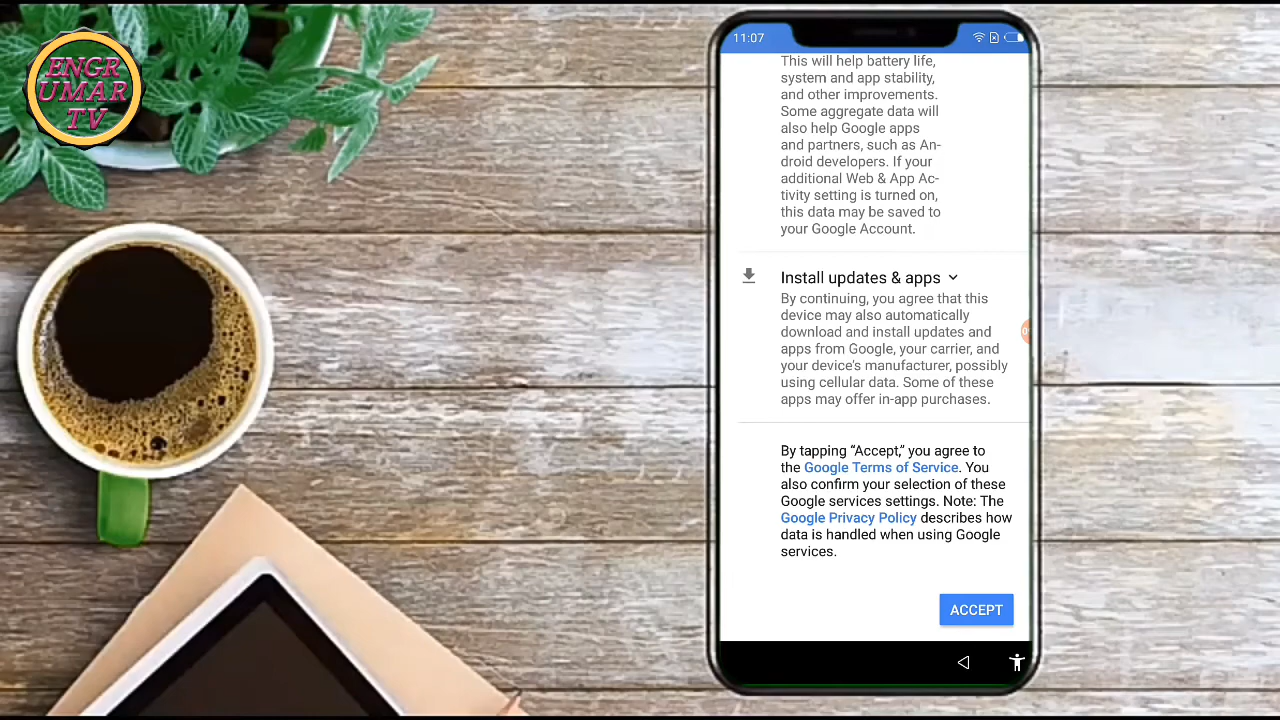 ENGR
UMAR
TV
11:07
This will help battery life,
system and app stability,
and other improvements.
Some aggregate data will
also help Google apps
and partners, such as An-
droid developers. If your
additional Web & App Ac-
tivity setting is turned on,
this data may be saved to
your Google Account.
Install updates & apps
By continuing, you agree that this
device may also automatically
download and install updates and
apps from Google, your carrier, and
your device's manufacturer, possibly
using cellular data. Some of these
apps may offer in-app purchases.
By tapping “Accept,” you agree to
the Google Terms of Service. You
also confirm your selection of these
Google services settings. Note: The
Google Privacy Policy describes how
data is handled when using Google
services.
ACCEPT